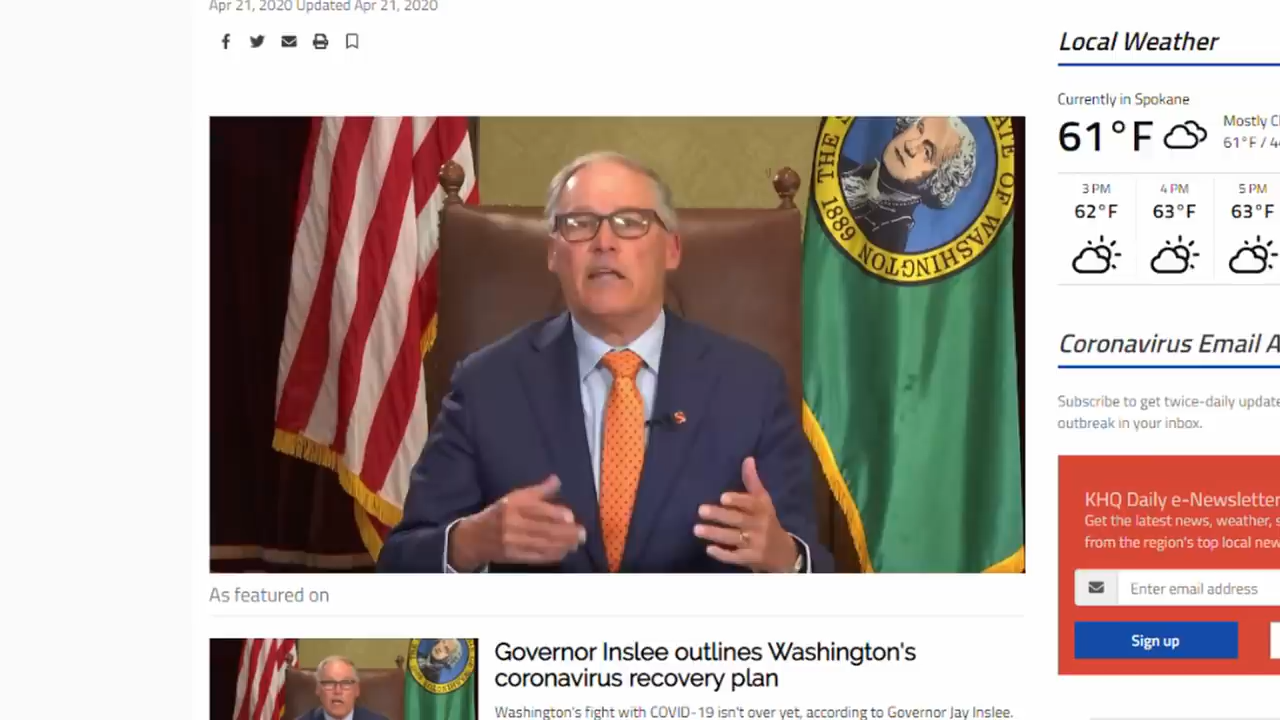 Apr 21, 2020 Updated Apr 21, 2020
Local Weather
Currently in Spokane
61°F
Mostly
61°F /
3 PM
4 PM
5 PM
62°F
63°F
63°F
THE
STATE OF WASHINGTON
1889
Coronavirus Email
Subscribe to get twice-daily
outbreak in your inbox.
KHQ Daily e-Newsletter
Get the latest news, weather,
from the region's top local
Enter email address
Sign up
As featured on
Governor Inslee outlines Washington's
coronavirus recovery plan
Washington's fight with COVID-19 isn't over yet, according to Governor Jay Inslee.